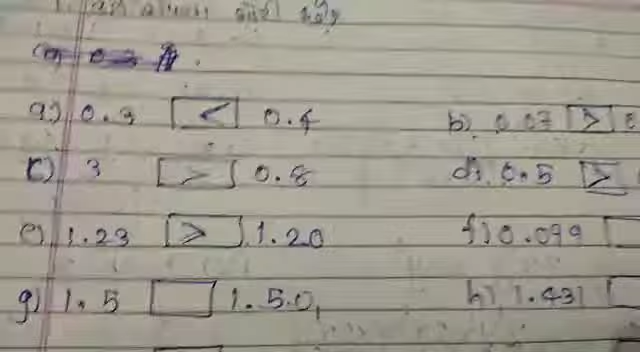 a) 0.3 [<] 0.4 b) 0.07 [>]
c) 3 [>] 0.8 d) 0.5 [>]
e) 1.23 [>] 1.20 f) 0.099 [
g) 1.5 [ ] 1.50 h) 1.431 [